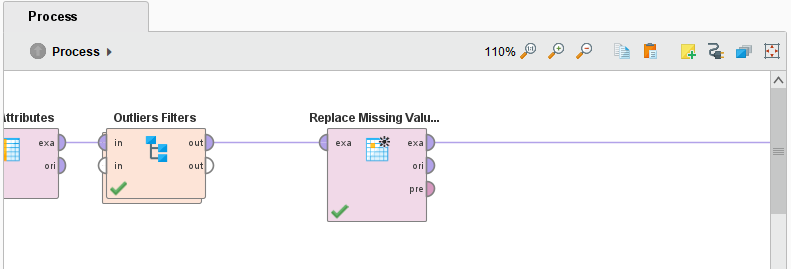 Process
Process
110%
Attributes
Outliers Filters
Replace Missing Valu...
exa
in
out
exa
exa
ori
in
out
ori
pre